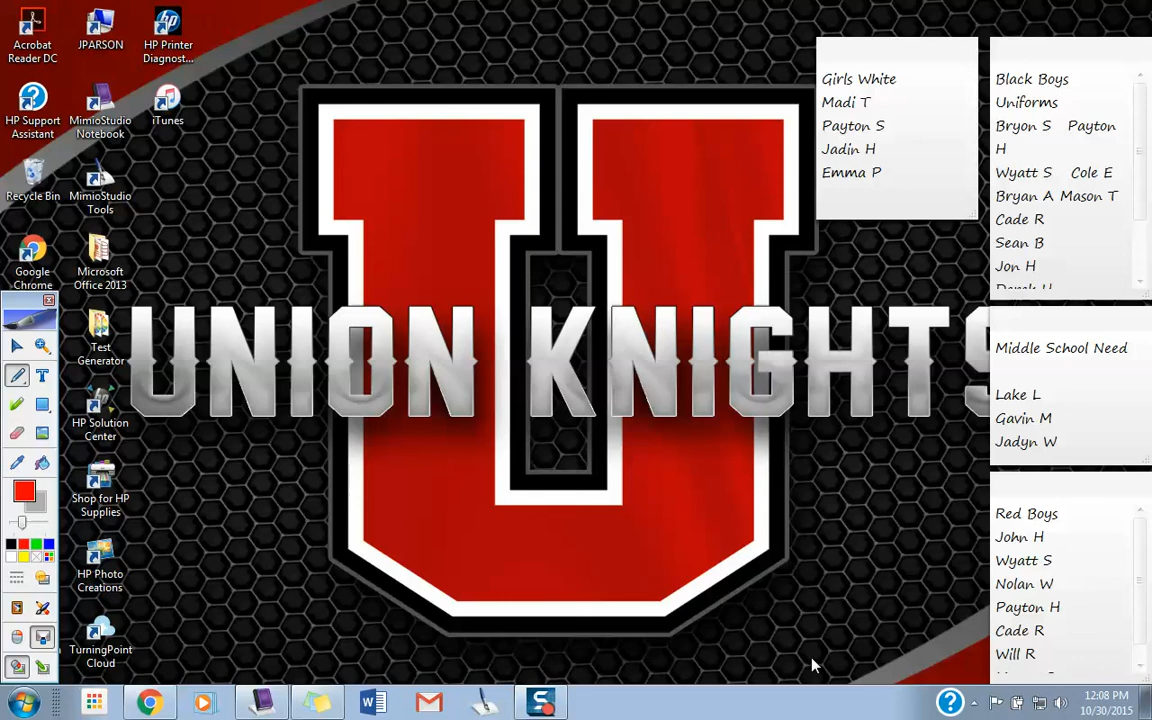 Acrobat
Reader DC
JPARSON
HP Printer
Diagnost...
HP Support
Assistant
MimioStudio
Notebook
iTunes
Recycle Bin
MimioStudio
Tools
Google
Chrome
Microsoft
Office 2013
Test
Generator
HP Solution
Center
Shop for HP
Supplies
HP Photo
Creations
TurningPoint
Cloud
UNION KNIGHTS
Girls White
Madi T
Payton S
Jadin H
Emma P
Black Boys
Uniforms
Bryon S Payton
H
Wyatt S Cole E
Bryan A Mason T
Cade R
Sean B
Jon H
Derek H
Middle School Need
Lake L
Gavin M
Jadyn W
Red Boys
John H
Wyatt S
Nolan W
Payton H
Cade R
Will R
12:08 PM
10/30/2015